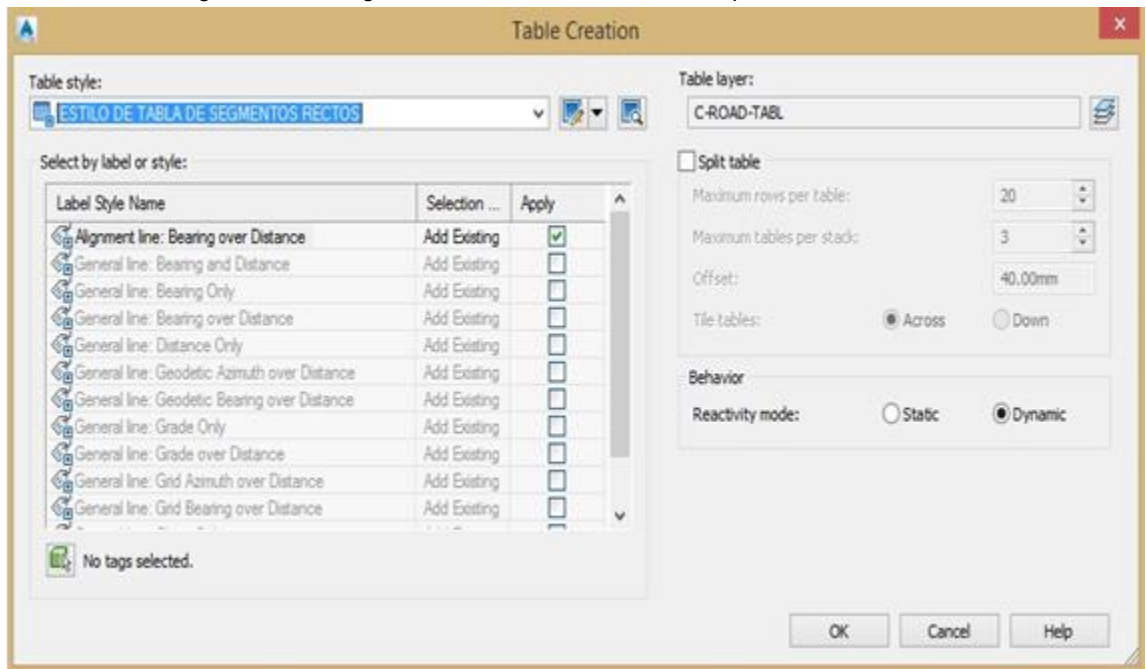 Table Creation
Table style:
ESTILO DE TABLA DE SEGMENTOS RECTOS
Select by label or style:
Label Style Name Selection ... Apply
Alignment line: Bearing over Distance Add Existing
General line: Bearing and Distance Add Existing
General line: Bearing Only Add Existing
General line: Bearing over Distance Add Existing
General line: Distance Only Add Existing
General line: Geodetic Azimuth over Distance Add Existing
General line: Geodetic Bearing over Distance Add Existing
General line: Grade Only Add Existing
General line: Grade over Distance Add Existing
General line: Grid Azimuth over Distance Add Existing
General line: Grid Bearing over Distance Add Existing
No tags selected.
Table layer:
C-ROAD-TABL
Split table
Maximum rows per table: 20
Maximum tables per stack: 3
Offset: 40.00mm
Tile tables: Across Down
Behavior
Reactivity mode: Static Dynamic
OK Cancel Help